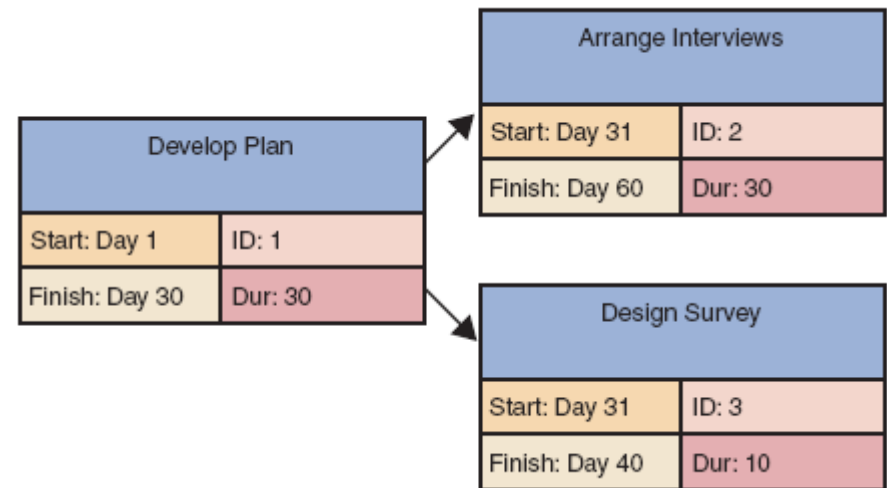 Arrange Interviews
Start: Day 31 ID: 2
Finish: Day 60 Dur: 30
Develop Plan
Start: Day 1 ID: 1
Finish: Day 30 Dur: 30
Design Survey
Start: Day 31 ID: 3
Finish: Day 40 Dur: 10